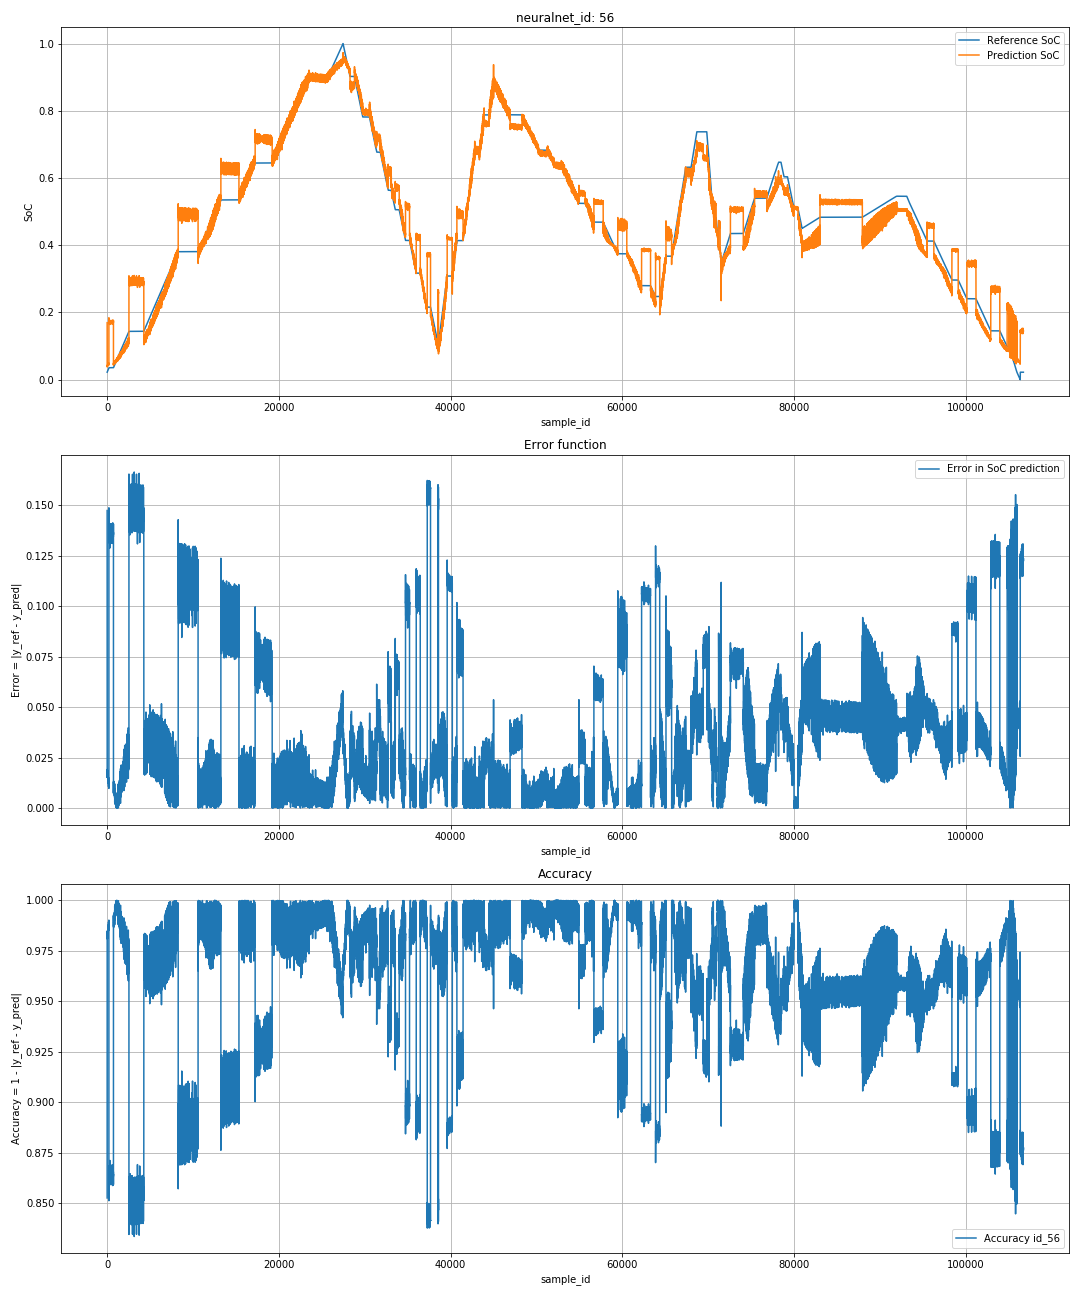 neuralnet_id: 56
Reference SoC
Prediction SoC
SoC
1.0
0.8
0.6
0.4
0.2
0.0
0 20000 40000 60000 80000 100000
sample_id
Error function
Error in SoC prediction
Error = |y_ref - y_pred|
0.150
0.125
0.100
0.075
0.050
0.025
0.000
0 20000 40000 60000 80000 100000
sample_id
Accuracy
Accuracy = 1 - |y_ref - y_pred|
1.000
0.975
0.950
0.925
0.900
0.875
0.850
Accuracy id_56
0 20000 40000 60000 80000 100000
sample_id